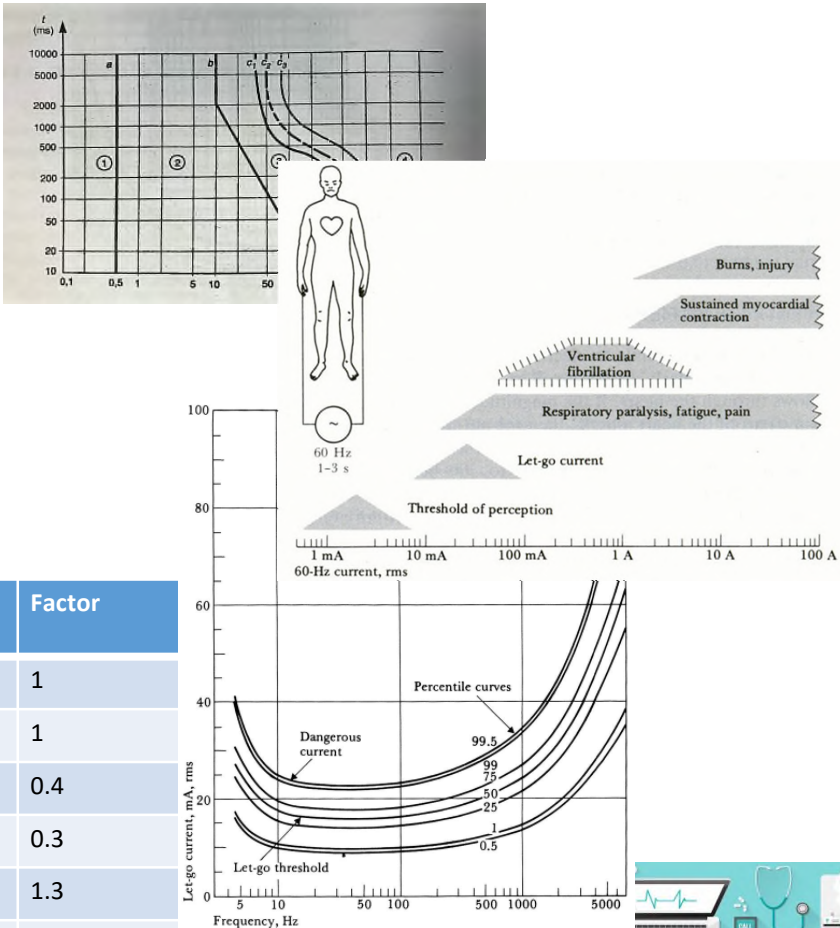 t
(ms)
10000
5000
2000
1000
500
200
100
50
20
10
a
b
c1 c2 c3
1
2
3
0,1
0,5
1
5
10
50
60 Hz
1-3 s
Burns, injury
Sustained myocardial
contraction
Ventricular
fibrillation
Respiratory paralysis, fatigue, pain
Let-go current
Threshold of perception
1 mA
10 mA
100 mA
1 A
10 A
100 A
60-Hz current, rms
Factor
1
1
0.4
0.3
1.3
100
80
60
40
20
0
Let-go current, mA, rms
Percentile curves
Dangerous
current
99.5
99
75
50
25
1
0.5
Let-go threshold
5
10
50
100
500
1000
5000
Frequency, Hz
CALL